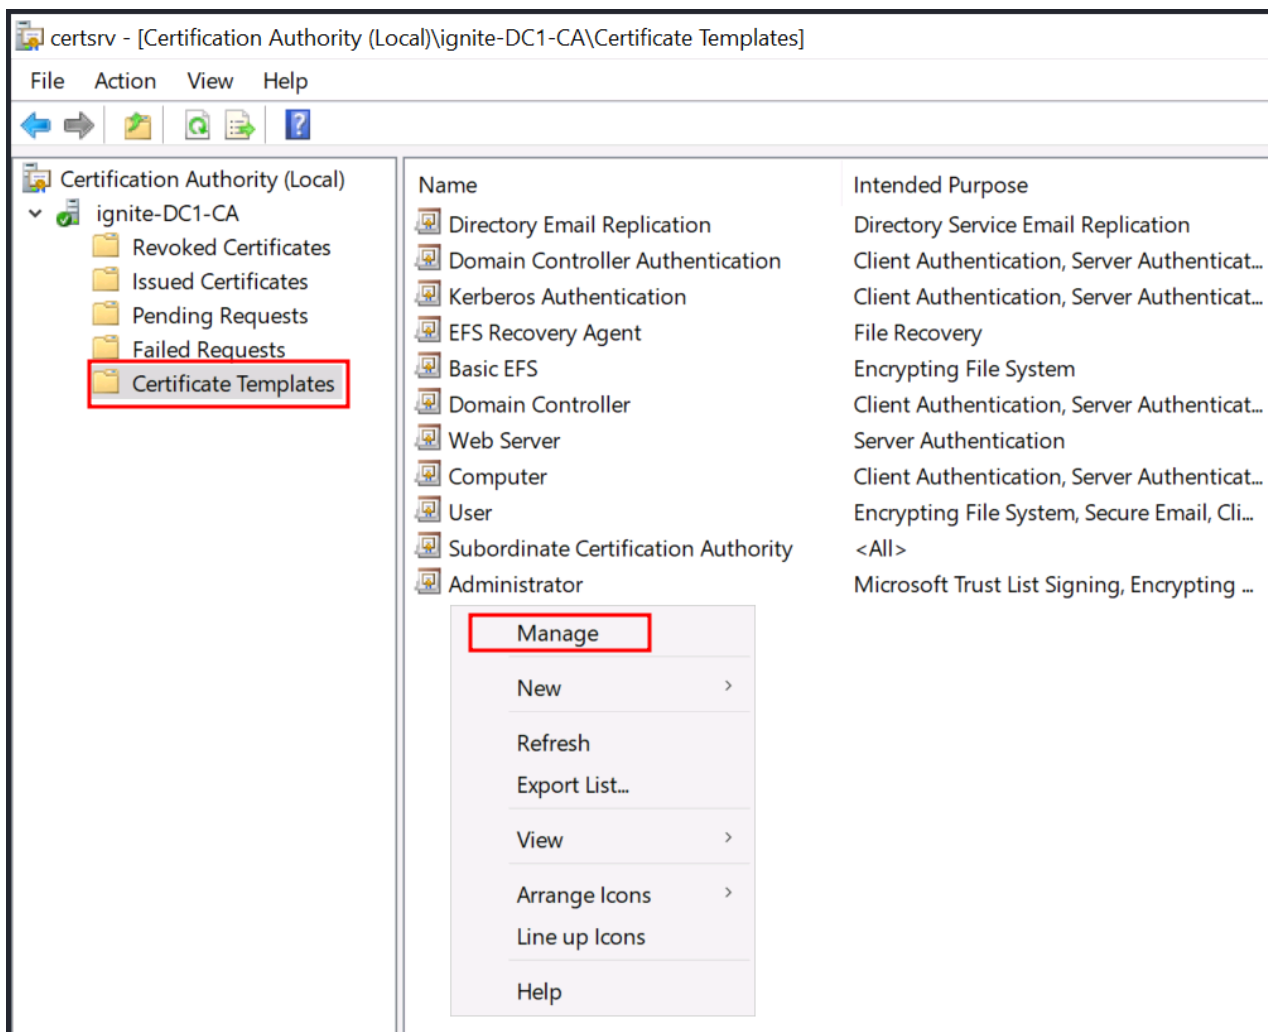 certsrv - [Certification Authority (Local)\ignite-DC1-CA\Certificate Templates]
File Action View Help
Certification Authority (Local)
ignite-DC1-CA
Revoked Certificates
Issued Certificates
Pending Requests
Failed Requests
Certificate Templates
Name Intended Purpose
Directory Email Replication Directory Service Email Replication
Domain Controller Authentication Client Authentication, Server Authenticat...
Kerberos Authentication Client Authentication, Server Authenticat...
EFS Recovery Agent File Recovery
Basic EFS Encrypting File System
Domain Controller Client Authentication, Server Authenticat...
Web Server Server Authentication
Computer Client Authentication, Server Authenticat...
User Encrypting File System, Secure Email, Cli...
Subordinate Certification Authority <All>
Administrator Microsoft Trust List Signing, Encrypting ...
Manage
New
Refresh
Export List...
View
Arrange Icons
Line up Icons
Help